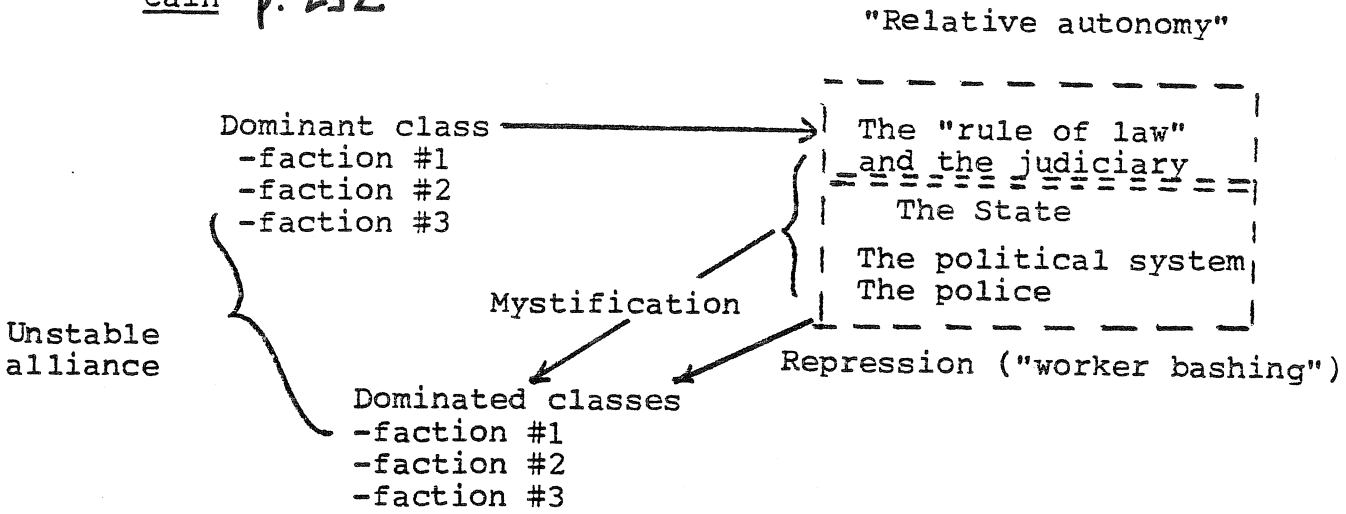 Cain p. 252
"Relative autonomy"
Dominant class
-faction #1
-faction #2
-faction #3
The "rule of law"
and the judiciary
The State
The political system
The police
Mystification
Unstable
alliance
Repression ("worker bashing")
Dominated classes
-faction #1
-faction #2
-faction #3